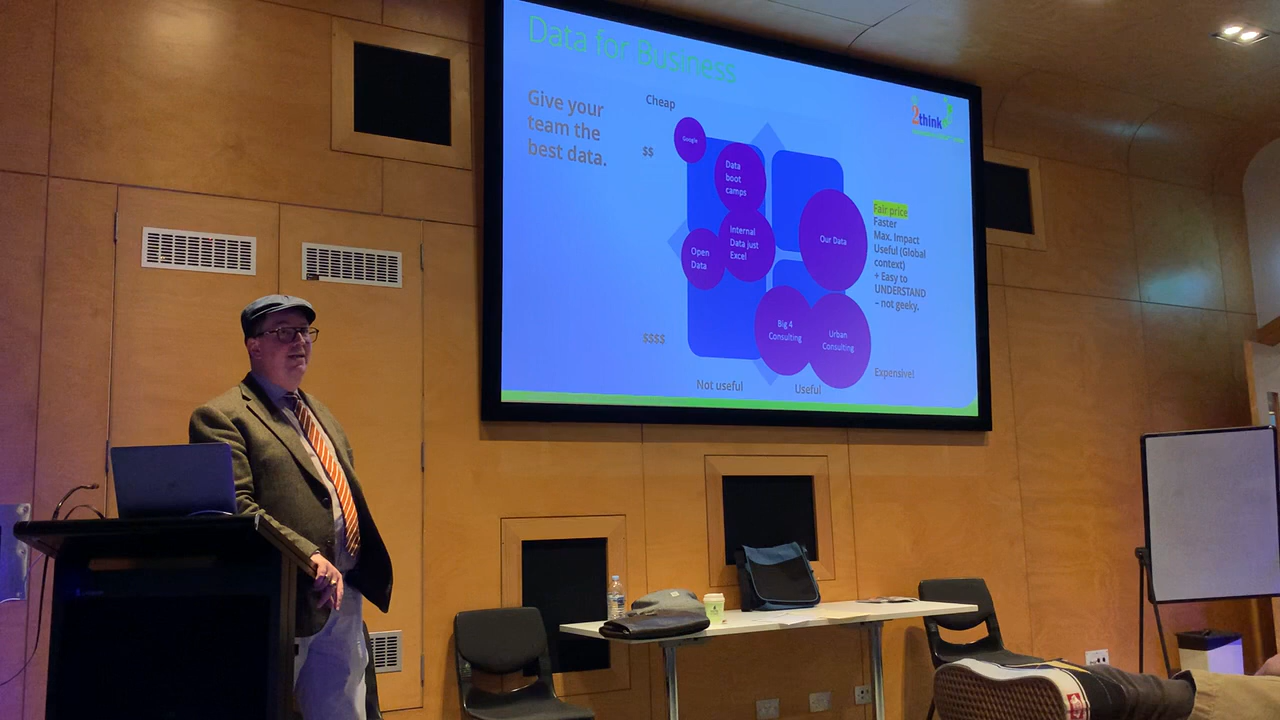 Data for Business
Give your
team the
best data.
Cheap
$$
$$$$
Google
Data
boot
camps
Internal
Data just
Excel
Open
Data
Our Data
Big 4
Consulting
Urban
Consulting
Not useful
Useful
Expensive!
2think
Fair price
Faster
Max. Impact
Useful (Global
context)
+ Easy to
UNDERSTAND
– not geeky.